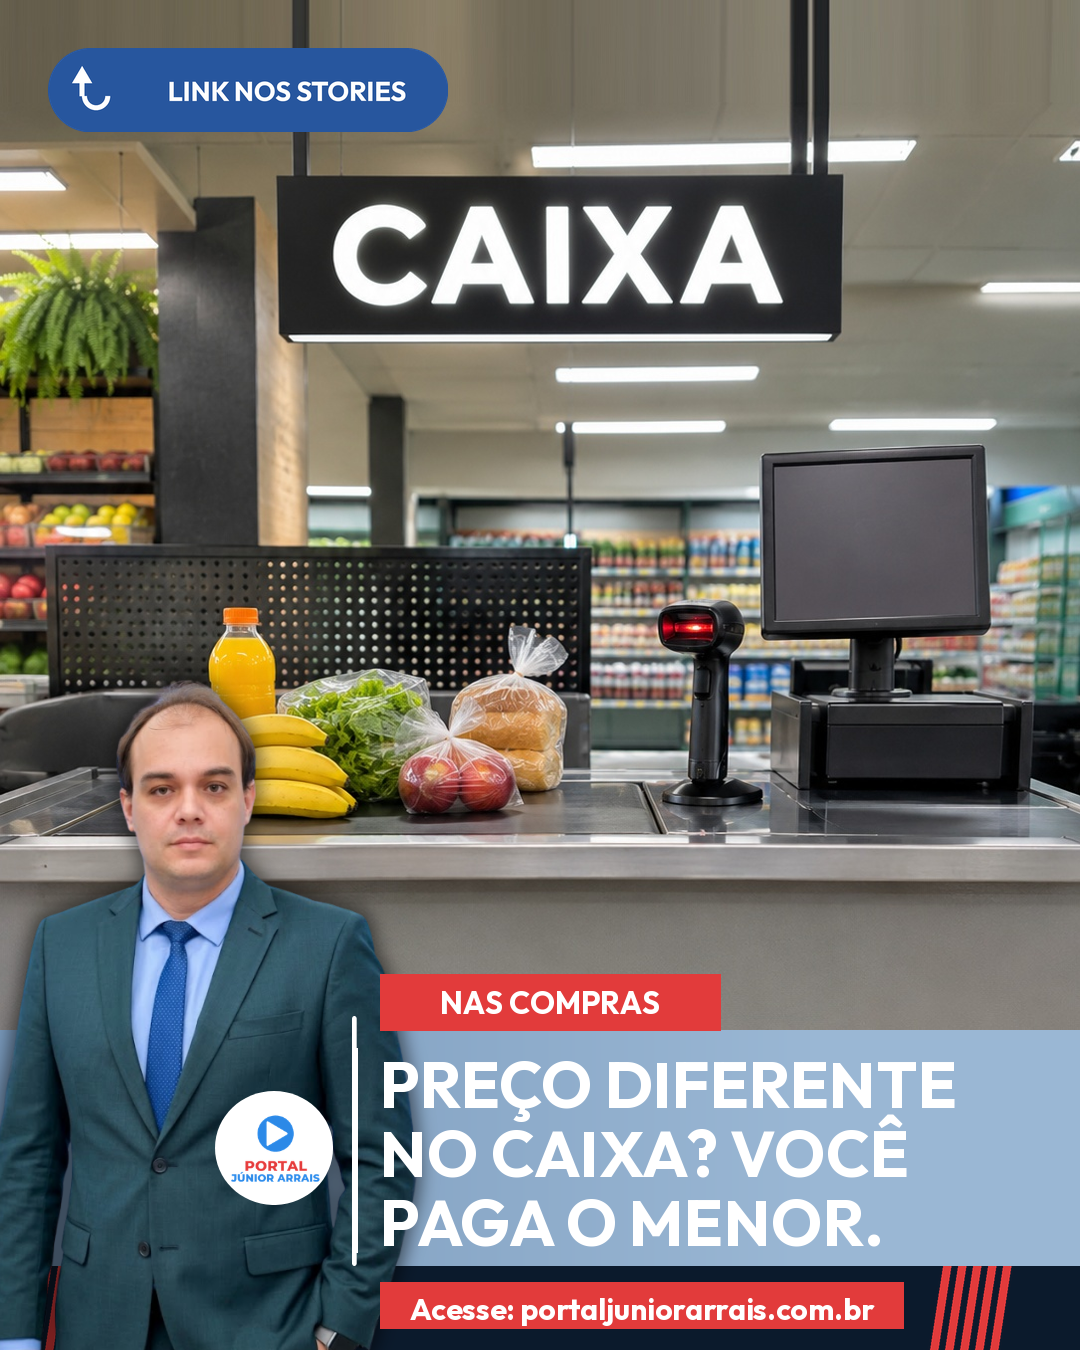 LINK NOS STORIES
CAIXA
NAS COMPRAS
PREÇO DIFERENTE
NO CAIXA? VOCÊ
PAGA O MENOR.
PORTAL
JÚNIOR ARRAIS
Acesse: portaljuniorarrais.com.br